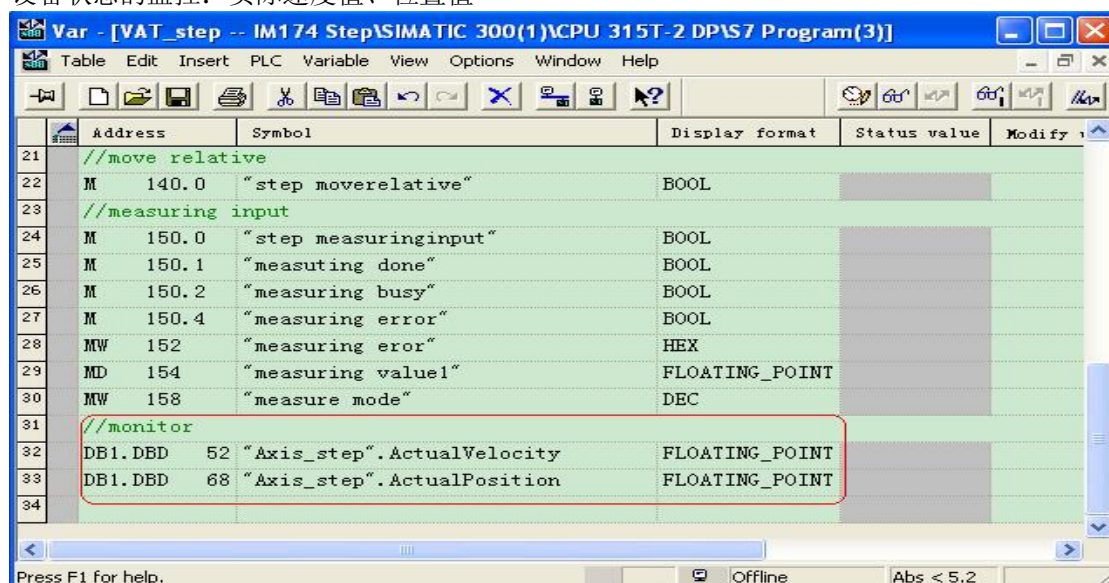 设备状态的监控：实际速度值、位置值
Var - [VAT_step -- IM174 Step\SIMATIC 300(1)\CPU 315T-2 DP\S7 Program(3)]
Table Edit Insert PLC Variable View Options Window Help
Address Symbol Display format Status value Modify
21 //move relative
22 M 140.0 "step moverelative" BOOL
23 //measuring input
24 M 150.0 "step measuringinput" BOOL
25 M 150.1 "measuting done" BOOL
26 M 150.2 "measuring busy" BOOL
27 M 150.4 "measuring error" BOOL
28 MW 152 "measuring eror" HEX
29 MD 154 "measuring value1" FLOATING_POINT
30 MW 158 "measure mode" DEC
31 //monitor
32 DB1.DBD 52 "Axis_step".ActualVelocity FLOATING_POINT
33 DB1.DBD 68 "Axis_step".ActualPosition FLOATING_POINT
34
Press F1 for help. Offline Abs < 5.2